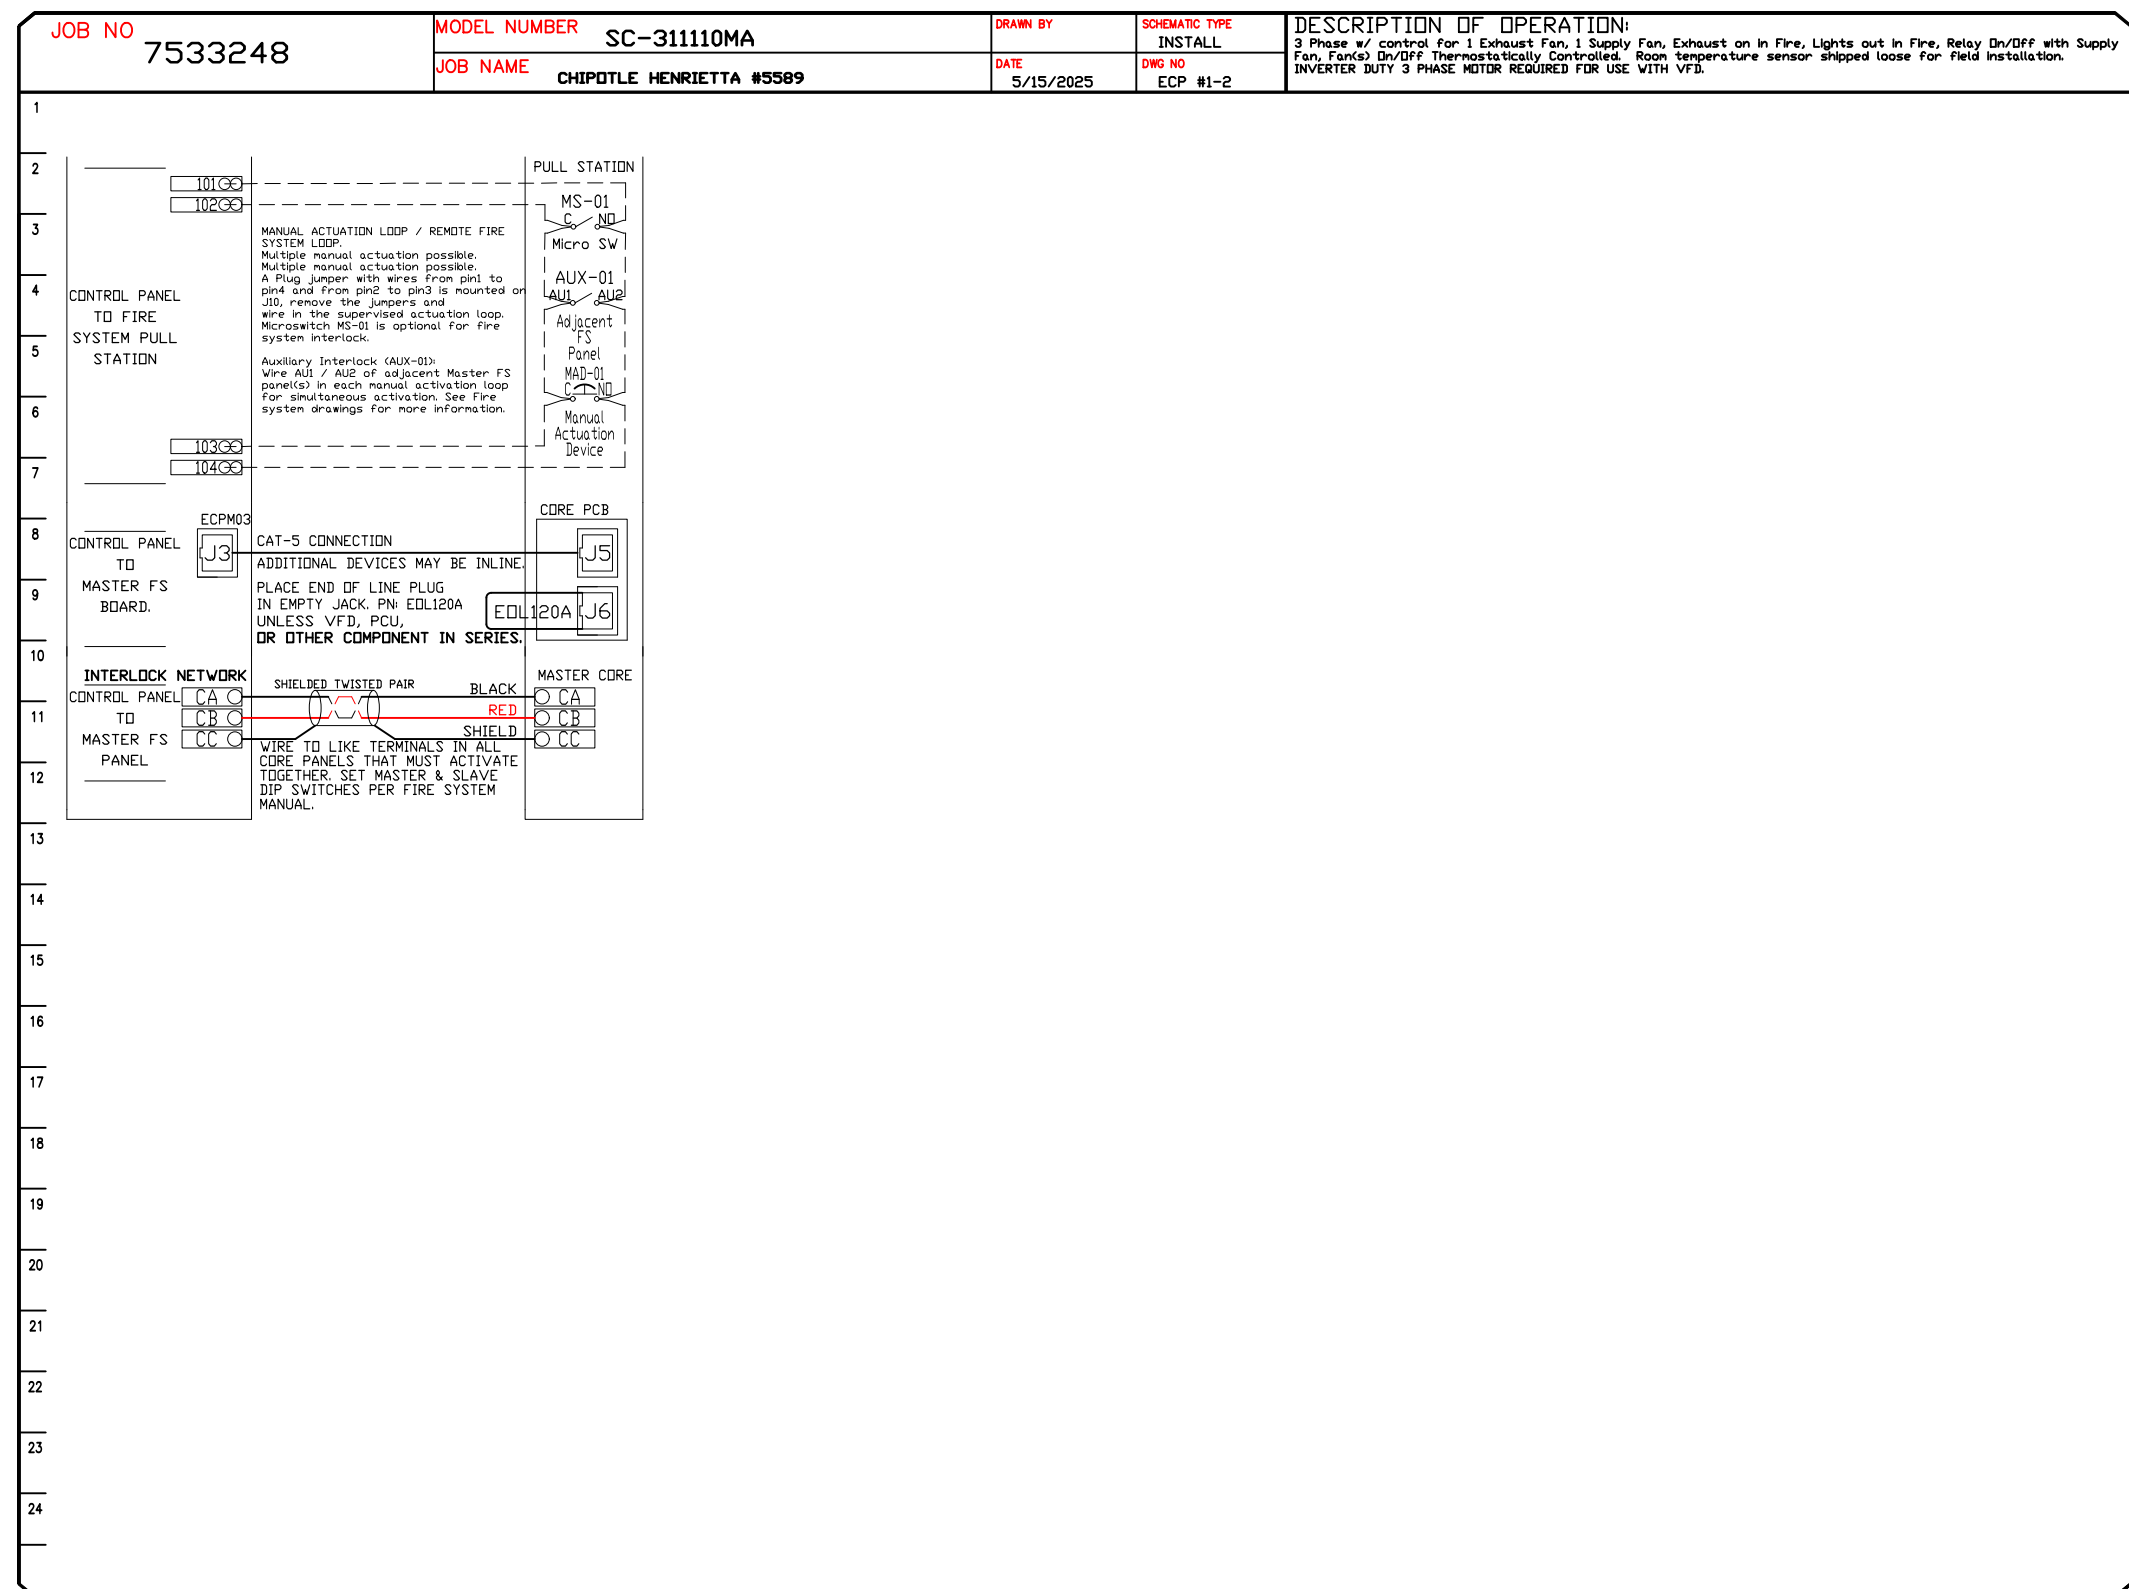 JOB NO
7533248
MODEL NUMBER
SC-311110MA
JOB NAME
CHIPOTLE HENRIETTA #5589
DRAWN BY
DATE
5/15/2025
SCHEMATIC TYPE
INSTALL
DWG NO
ECP #1-2
DESCRIPTION OF OPERATION:
3 Phase w/ control for 1 Exhaust Fan, 1 Supply Fan, Exhaust on in Fire, Lights out in Fire, Relay On/Off with Supply
Fan, Fan(s) On/Off Thermostatically Controlled. Room temperature sensor shipped loose for field installation.
INVERTER DUTY 3 PHASE MOTOR REQUIRED FOR USE WITH VFD.
1
2
3
4
5
6
7
8
9
10
11
12
13
14
15
16
17
18
19
20
21
22
23
24
CONTROL PANEL
TO FIRE
SYSTEM PULL
STATION
101
102
103
104
MANUAL ACTUATION LOOP / REMOTE FIRE
SYSTEM LOOP.
Multiple manual actuation possible.
Multiple manual actuation possible.
A Plug jumper with wires from pin1 to
pin4 and from pin2 to pin3 is mounted on
J10, remove the jumpers and
wire in the supervised actuation loop.
Microswitch MS-01 is optional for fire
system interlock.
Auxiliary Interlock (AUX-01):
Wire AU1 / AU2 of adjacent Master FS
panel(s) in each manual activation loop
for simultaneous activation. See Fire
system drawings for more information.
PULL STATION
MS-01
C NO
Micro SW
AUX-01
AU1 AU2
Adjacent
FS
Panel
MAD-01
C NO
Manual
Actuation
Device
CONTROL PANEL
TO
MASTER FS
BOARD.
ECPM03
J3
CAT-5 CONNECTION
ADDITIONAL DEVICES MAY BE INLINE.
PLACE END OF LINE PLUG
IN EMPTY JACK. PN: EOL120A
UNLESS VFD, PCU,
OR OTHER COMPONENT IN SERIES.
CORE PCB
J5
EOL120A
J6
INTERLOCK NETWORK
CONTROL PANEL
TO
MASTER FS
PANEL
CA
CB
CC
SHIELDED TWISTED PAIR
BLACK
RED
SHIELD
WIRE TO LIKE TERMINALS IN ALL
CORE PANELS THAT MUST ACTIVATE
TOGETHER. SET MASTER & SLAVE
DIP SWITCHES PER FIRE SYSTEM
MANUAL.
MASTER CORE
CA
CB
CC